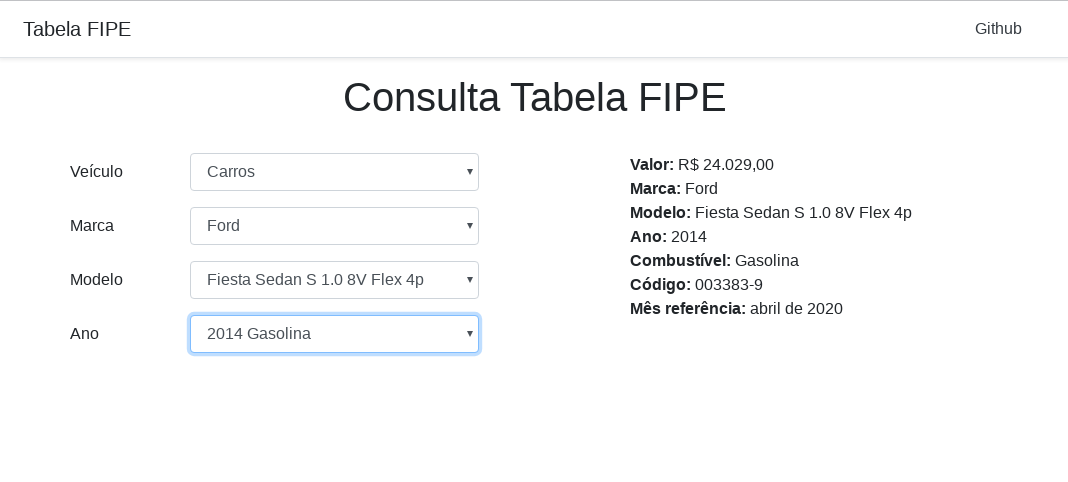 Tabela FIPE
Github
Consulta Tabela FIPE
Veículo
Carros
Marca
Ford
Modelo
Fiesta Sedan S 1.0 8V Flex 4p
Ano
2014 Gasolina
Valor: R$ 24.029,00
Marca: Ford
Modelo: Fiesta Sedan S 1.0 8V Flex 4p
Ano: 2014
Combustível: Gasolina
Código: 003383-9
Mês referência: abril de 2020